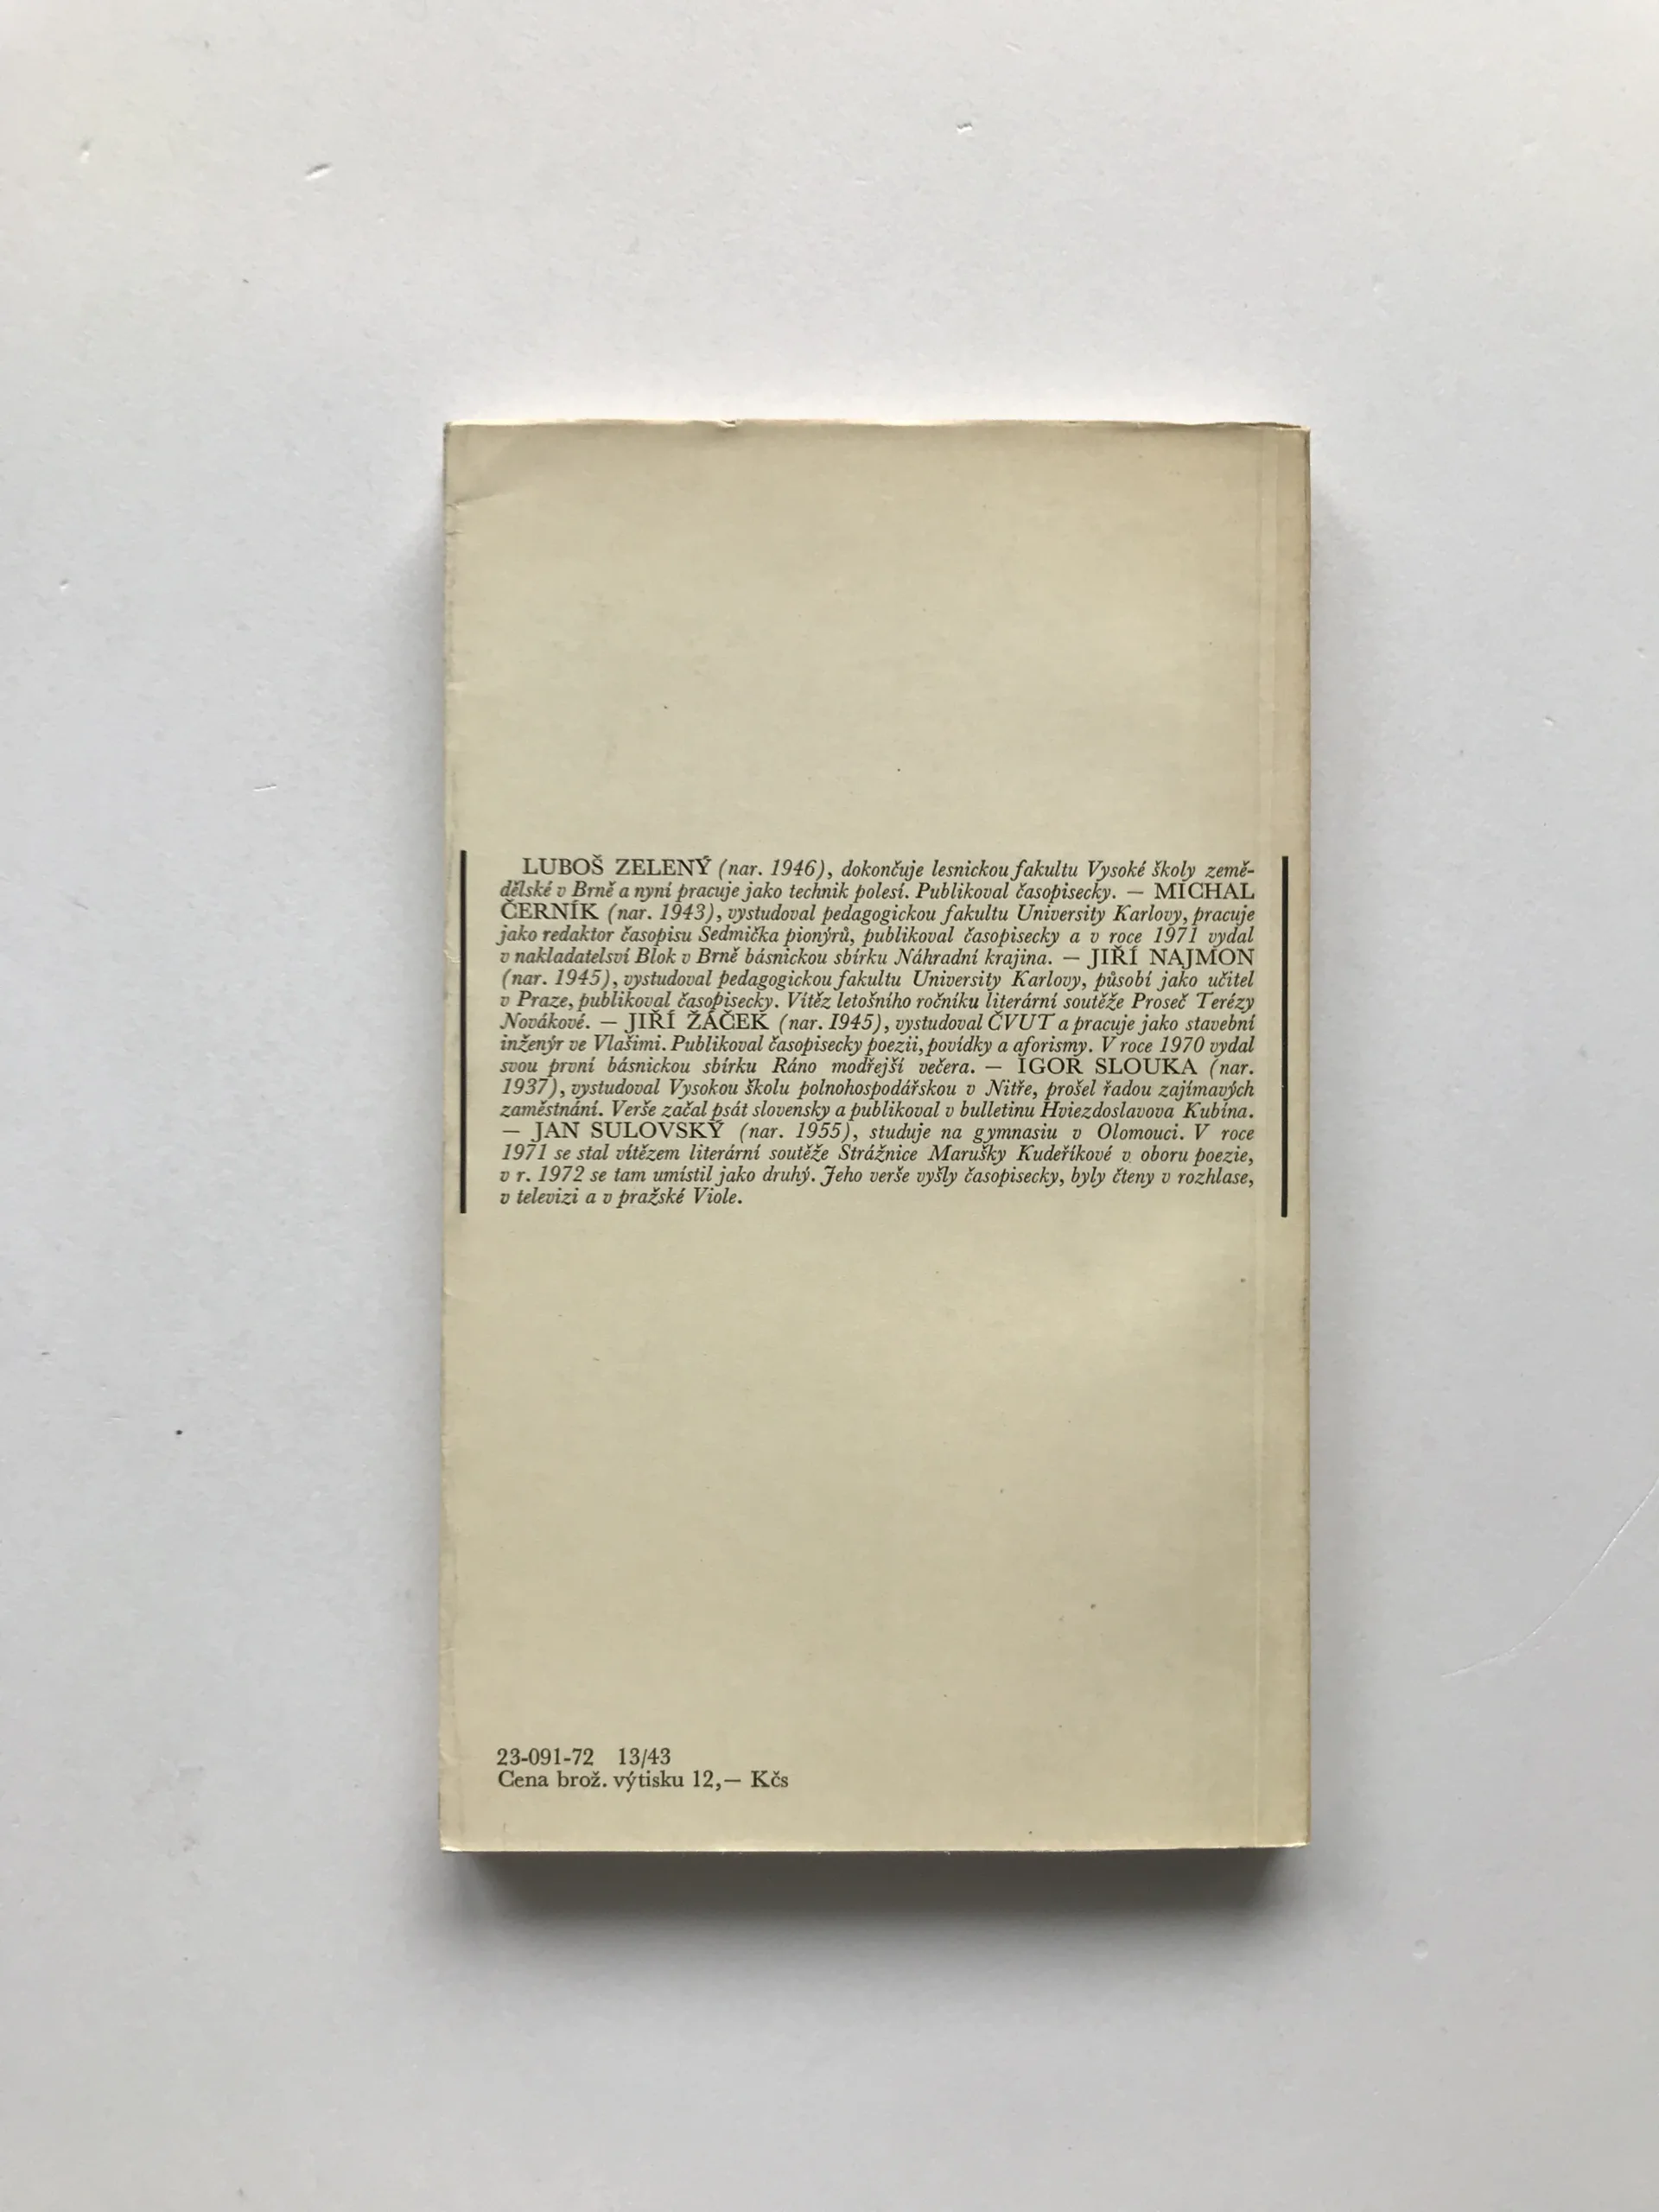 LUBOŠ ZELENÝ (nar. 1946), dokončuje lesnickou fakultu Vysoké školy země-
dělské v Brně a nyní pracuje jako technik polesí. Publikoval časopisecky. — MICHAL
ČERNÍK (nar. 1943), vystudoval pedagogickou fakultu University Karlovy, pracuje
jako redaktor časopisu Sedmička pionýrů, publikoval časopisecky a v roce 1971 vydal
v nakladatelsví Blok v Brně básnickou sbírku Náhradní krajina. — JIŘÍ NAJMON
(nar. 1945), vystudoval pedagogickou fakultu University Karlovy, působí jako učitel
v Praze, publikoval časopisecky. Vítěz letošního ročníku literární soutěže Proseč Terézy
Novákové. — JIŘÍ ŽÁČEK (nar. 1945), vystudoval ČVUT a pracuje jako stavební
inženýr ve Vlašimi. Publikoval časopisecky poezii, povídky a aforismy. V roce 1970 vydal
svou první básnickou sbírku Ráno modřejší večera. — IGOR SLOUKA (nar.
1937), vystudoval Vysokou školu polnohospodářskou v Nitře, prošel řadou zajímavých
zaměstnání. Verše začal psát slovensky a publikoval v bulletinu Hviezdoslavova Kubína.
— JAN SULOVSKÝ (nar. 1955), studuje na gymnasiu v Olomouci. V roce
1971 se stal vítězem literární soutěže Strážnice Marušky Kudeříkové v oboru poezie,
v r. 1972 se tam umístil jako druhý. Jeho verše vyšly časopisecky, byly čteny v rozhlase,
v televizi a v pražské Viole.
23-091-72 13/43
Cena brož. výtisku 12,— Kčs